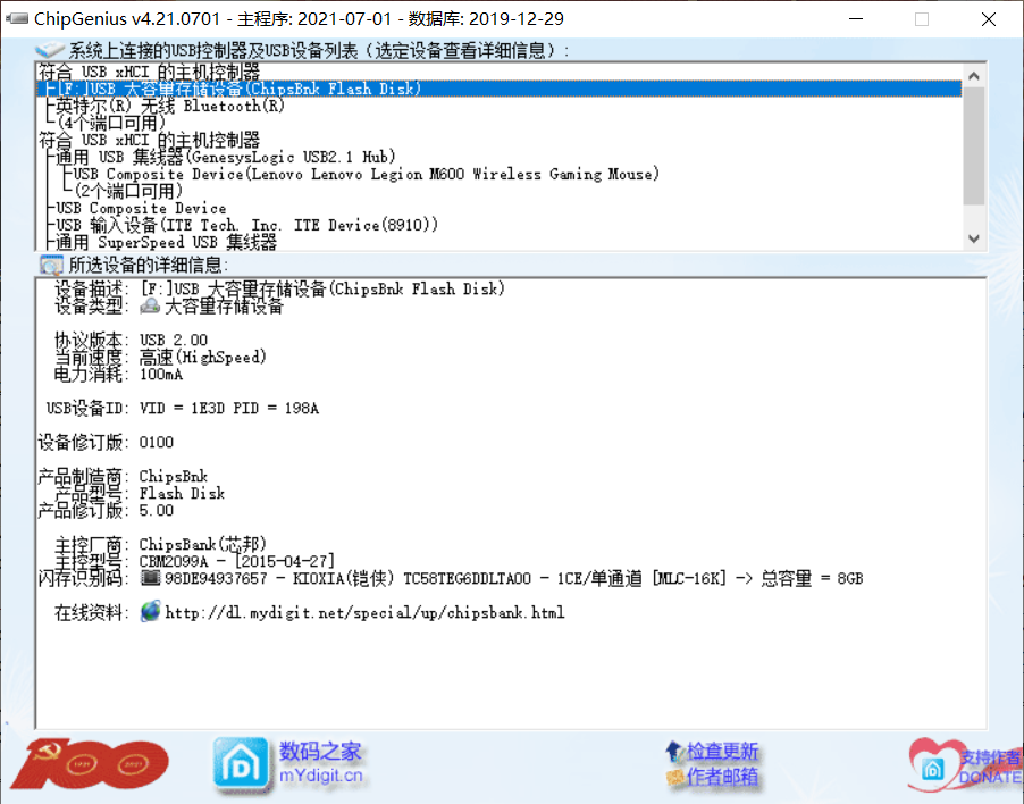 ChipGenius v4.21.0701 - 主程序: 2021-07-01 - 数据库: 2019-12-29
系统上连接的USB控制器及USB设备列表（选定设备查看详细信息）:
符合 USB xHCI 的主机控制器
[F:]USB 大容量存储设备(ChipsBnk Flash Disk)
英特尔(R) 无线 Bluetooth(R)
(4个端口可用)
符合 USB xHCI 的主机控制器
通用 USB 集线器(GenesysLogic USB2.1 Hub)
USB Composite Device(Lenovo Lenovo Legion M600 Wireless Gaming Mouse)
(2个端口可用)
USB Composite Device
USB 输入设备(ITE Tech. Inc. ITE Device(8910))
通用 SuperSpeed USB 集线器
所选设备的详细信息:
设备描述: [F:]USB 大容量存储设备(ChipsBnk Flash Disk)
设备类型: 大容量存储设备
协议版本: USB 2.00
当前速度: 高速(HighSpeed)
电力消耗: 100mA
USB设备ID: VID = 1E3D PID = 198A
设备修订版: 0100
产品制造商: ChipsBnk
产品型号: Flash Disk
产品修订版: 5.00
主控厂商: ChipsBank(芯邦)
主控型号: CBM2099A - [2015-04-27]
闪存识别码: 98DE94937657 - KIOXIA(铠侠) TC58TEG6DDLTA00 - 1CE/单通道 [MLC-16K] -> 总容量 = 8GB
在线资料: http://dl.mydigit.net/special/up/chipsbank.html
100
1921
2021
数码之家
mYdigit.cn
检查更新
作者邮箱
支持作者
DONATE